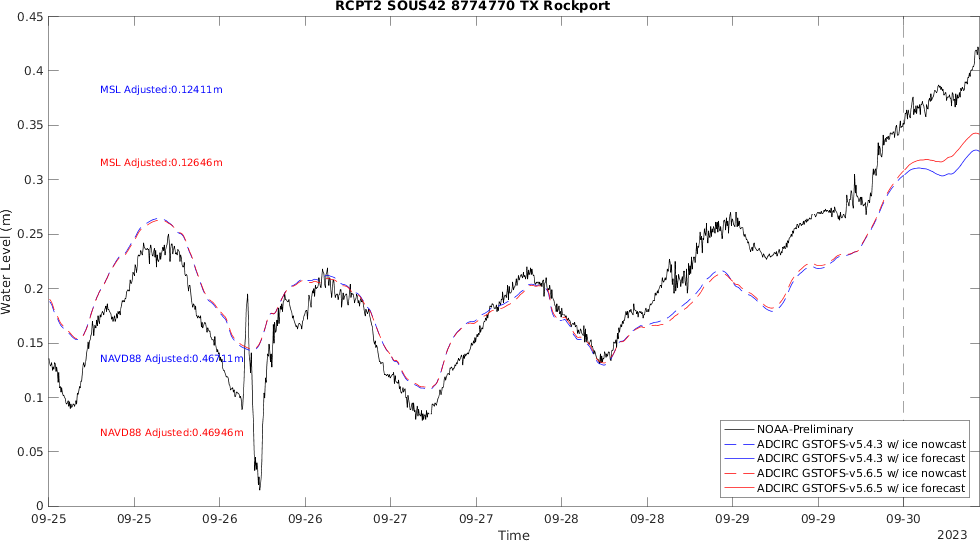 RCPT2 SOUS42 8774770 TX Rockport
0.45
0.4
0.35
0.3
0.25
0.2
0.15
0.1
0.05
0
Water Level (m)
MSL Adjusted:0.12411m
MSL Adjusted:0.12646m
NAVD88 Adjusted:0.46711m
NAVD88 Adjusted:0.46946m
NOAA-Preliminary
ADCIRC GSTOFS-v5.4.3 w/ ice nowcast
ADCIRC GSTOFS-v5.4.3 w/ ice forecast
ADCIRC GSTOFS-v5.6.5 w/ ice nowcast
ADCIRC GSTOFS-v5.6.5 w/ ice forecast
09-25 09-25 09-26 09-26 09-27 09-27 09-28 09-28 09-29 09-29 09-30
Time
2023